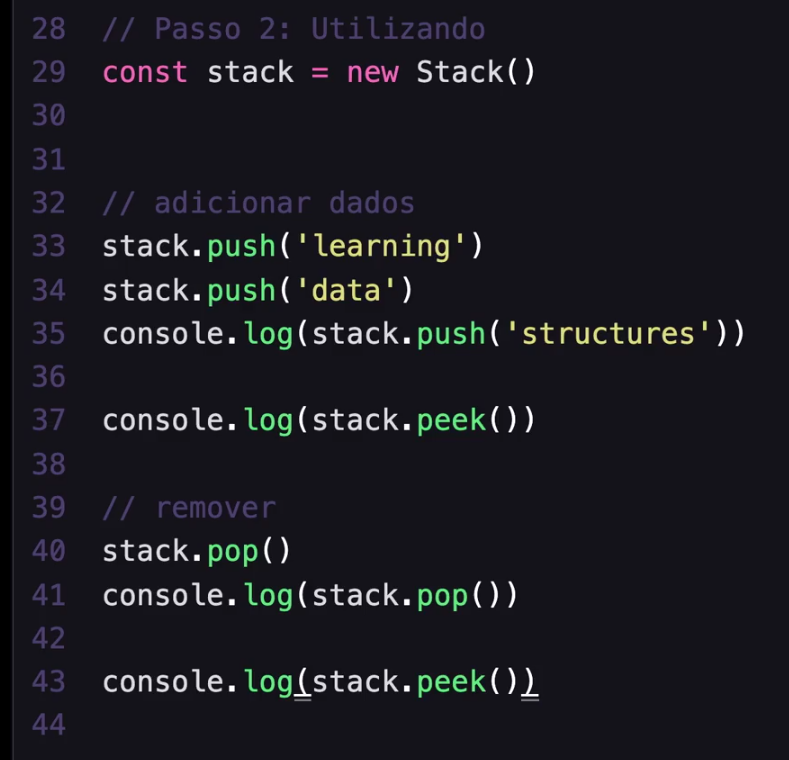 28 // Passo 2: Utilizando
29 const stack = new Stack()
30
31
32 // adicionar dados
33 stack.push('learning')
34 stack.push('data')
35 console.log(stack.push('structures'))
36
37 console.log(stack.peek())
38
39 // remover
40 stack.pop()
41 console.log(stack.pop())
42
43 console.log(stack.peek())
44